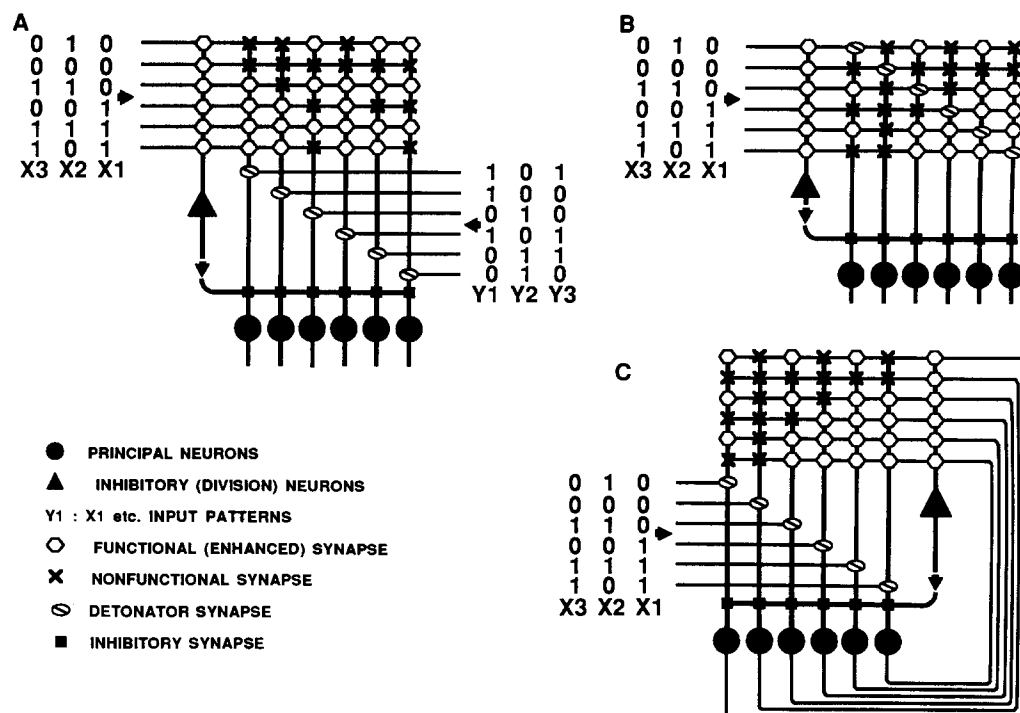 A
0 1 0
0 0 0
1 1 0
0 0 1
1 1 1
1 0 1
X3 X2 X1
1 0 1
1 0 0
0 1 0
1 0 1
0 1 1
0 1 0
Y1 Y2 Y3
B
0 1 0
0 0 0
1 1 0
0 0 1
1 1 1
1 0 1
X3 X2 X1
C
0 1 0
0 0 0
1 1 0
0 0 1
1 1 1
1 0 1
X3 X2 X1
PRINCIPAL NEURONS
INHIBITORY (DIVISION) NEURONS
Y1 : X1 etc. INPUT PATTERNS
FUNCTIONAL (ENHANCED) SYNAPSE
NONFUNCTIONAL SYNAPSE
DETONATOR SYNAPSE
INHIBITORY SYNAPSE